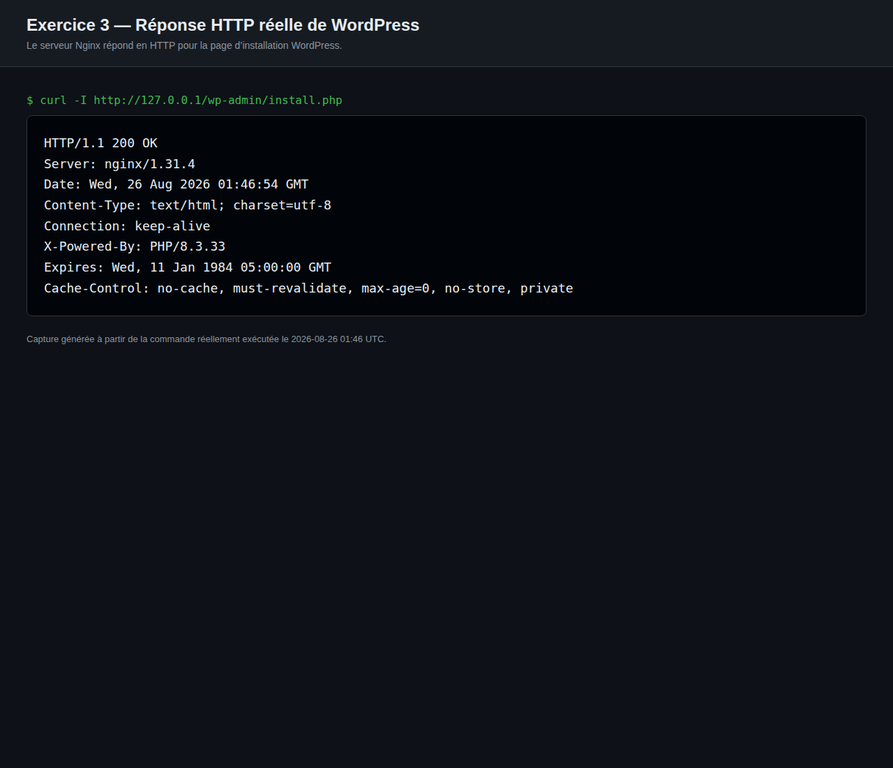 Exercice 3 — Réponse HTTP réelle de WordPress
Le serveur Nginx répond en HTTP pour la page d'installation WordPress.
$ curl -I http://127.0.0.1/wp-admin/install.php
HTTP/1.1 200 OK
Server: nginx/1.31.4
Date: Wed, 26 Aug 2026 01:46:54 GMT
Content-Type: text/html; charset=utf-8
Connection: keep-alive
X-Powered-By: PHP/8.3.33
Expires: Wed, 11 Jan 1984 05:00:00 GMT
Cache-Control: no-cache, must-revalidate, max-age=0, no-store, private
Capture générée à partir de la commande réellement exécutée le 2026-08-26 01:46 UTC.